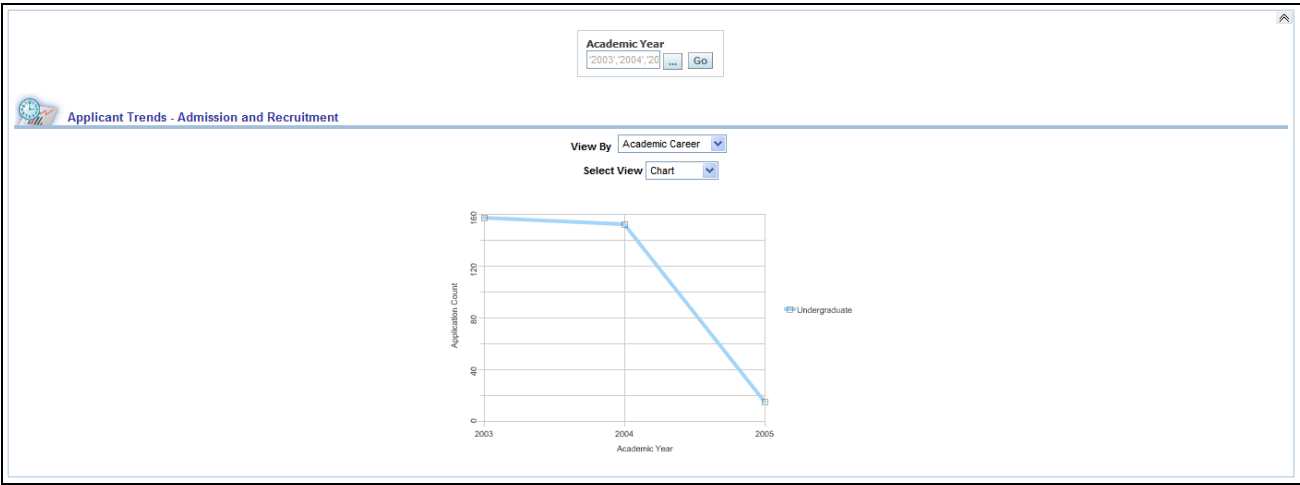 Academic Year
'2003','2004','20
... Go
Applicant Trends - Admission and Recruitment
View By Academic Career
Select View Chart
160
120
80
40
0
Application Count
Undergraduate
2003 2004 2005
Academic Year